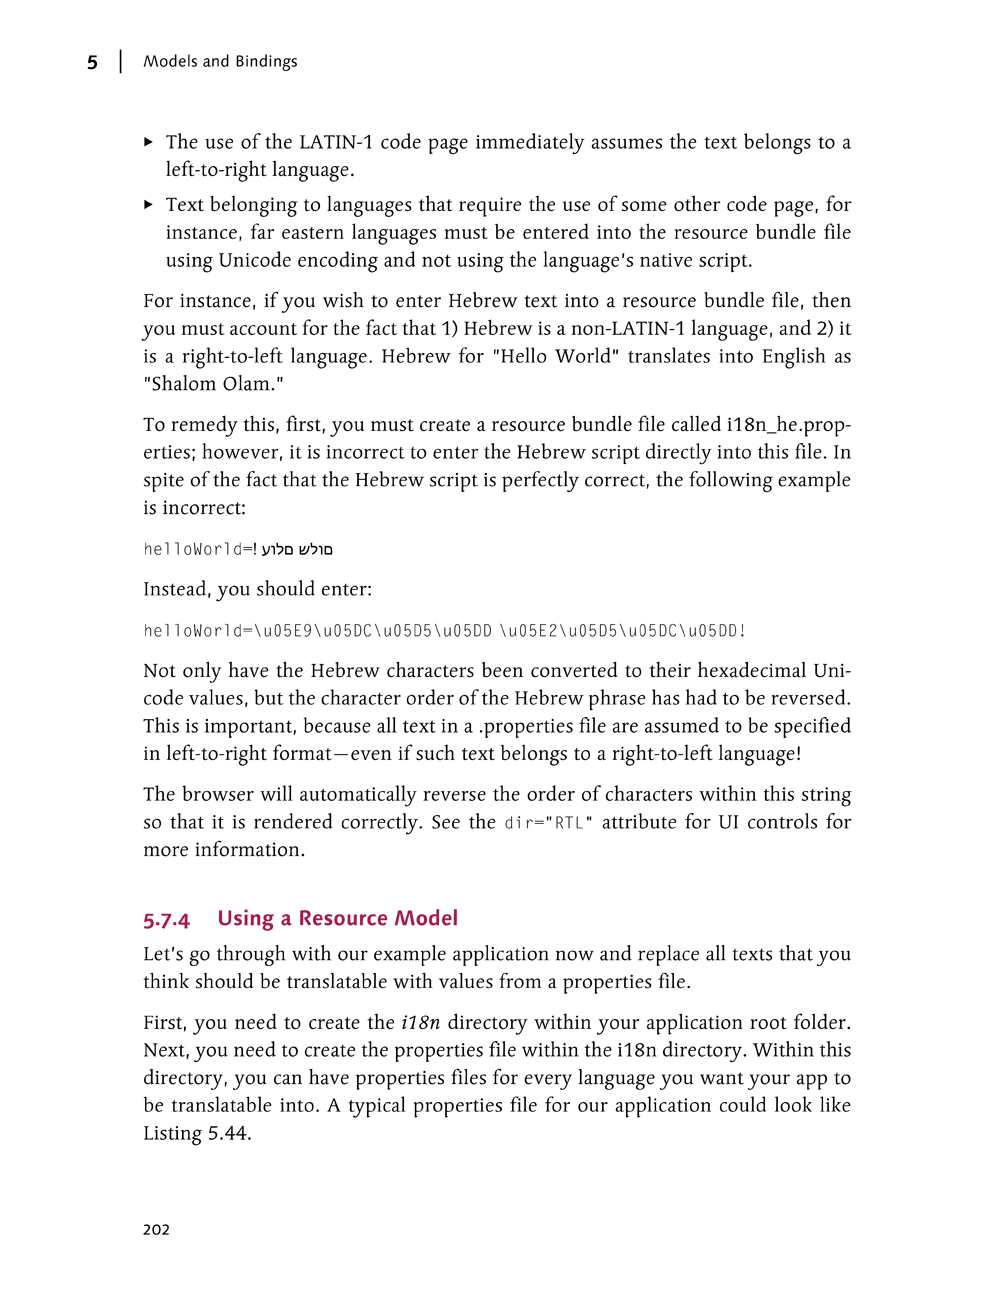 5 | Models and Bindings
► The use of the LATIN-1 code page immediately assumes the text belongs to a
left-to-right language.
► Text belonging to languages that require the use of some other code page, for
instance, far eastern languages must be entered into the resource bundle file
using Unicode encoding and not using the language's native script.
For instance, if you wish to enter Hebrew text into a resource bundle file, then
you must account for the fact that 1) Hebrew is a non-LATIN-1 language, and 2) it
is a right-to-left language. Hebrew for "Hello World" translates into English as
"Shalom Olam."
To remedy this, first, you must create a resource bundle file called i18n_he.prop-
erties; however, it is incorrect to enter the Hebrew script directly into this file. In
spite of the fact that the Hebrew script is perfectly correct, the following example
is incorrect:
helloWorld=! םולש םלוע
Instead, you should enter:
helloWorld=\u05E9\u05DC\u05D5\u05DD \u05E2\u05D5\u05DC\u05DD!
Not only have the Hebrew characters been converted to their hexadecimal Uni-
code values, but the character order of the Hebrew phrase has had to be reversed.
This is important, because all text in a .properties file are assumed to be specified
in left-to-right format—even if such text belongs to a right-to-left language!
The browser will automatically reverse the order of characters within this string
so that it is rendered correctly. See the dir="RTL" attribute for UI controls for
more information.
5.7.4 Using a Resource Model
Let's go through with our example application now and replace all texts that you
think should be translatable with values from a properties file.
First, you need to create the i18n directory within your application root folder.
Next, you need to create the properties file within the i18n directory. Within this
directory, you can have properties files for every language you want your app to
be translatable into. A typical properties file for our application could look like
Listing 5.44.
202